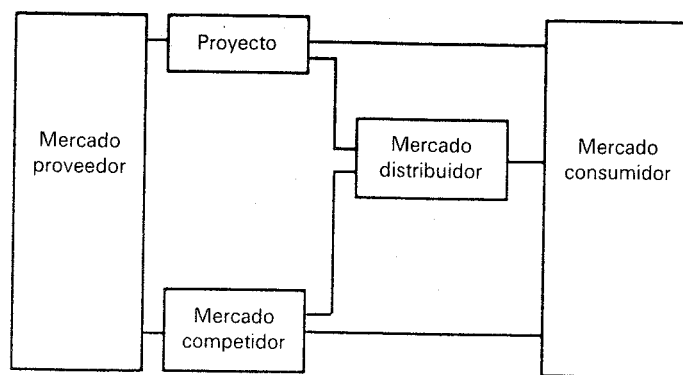 Proyecto
Mercado
proveedor
Mercado
distribuidor
Mercado
consumidor
Mercado
competidor